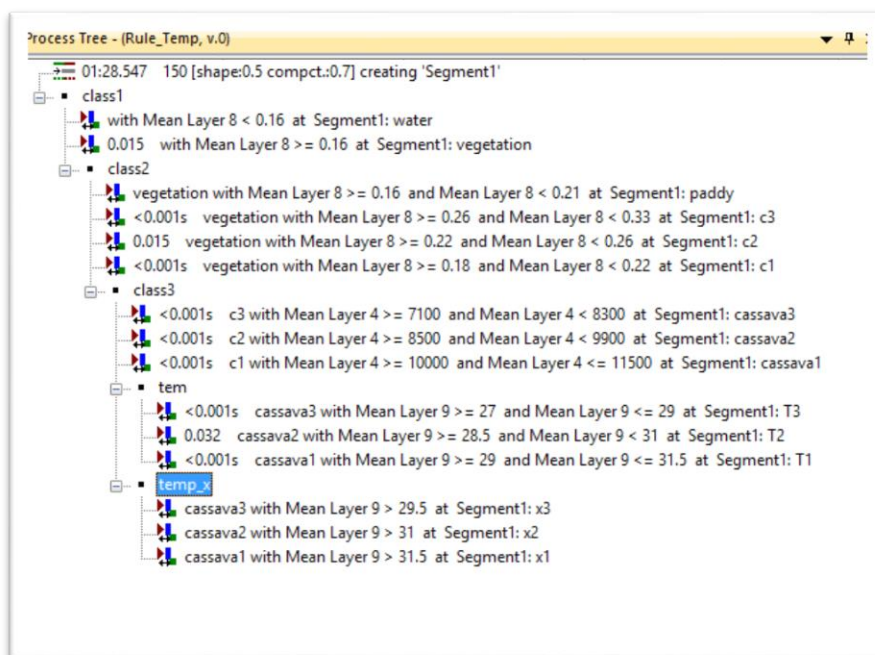 Process Tree - (Rule_Temp, v.0)
01:28.547 150 [shape:0.5 compct.:0.7] creating 'Segment1'
class1
with Mean Layer 8 < 0.16 at Segment1: water
0.015 with Mean Layer 8 >= 0.16 at Segment1: vegetation
class2
vegetation with Mean Layer 8 >= 0.16 and Mean Layer 8 < 0.21 at Segment1: paddy
<0.001s vegetation with Mean Layer 8 >= 0.26 and Mean Layer 8 < 0.33 at Segment1: c3
0.015 vegetation with Mean Layer 8 >= 0.22 and Mean Layer 8 < 0.26 at Segment1: c2
<0.001s vegetation with Mean Layer 8 >= 0.18 and Mean Layer 8 < 0.22 at Segment1: c1
class3
<0.001s c3 with Mean Layer 4 >= 7100 and Mean Layer 4 < 8300 at Segment1: cassava3
<0.001s c2 with Mean Layer 4 >= 8500 and Mean Layer 4 < 9900 at Segment1: cassava2
<0.001s c1 with Mean Layer 4 >= 10000 and Mean Layer 4 <= 11500 at Segment1: cassava1
tem
<0.001s cassava3 with Mean Layer 9 >= 27 and Mean Layer 9 <= 29 at Segment1: T3
0.032 cassava2 with Mean Layer 9 >= 28.5 and Mean Layer 9 < 31 at Segment1: T2
<0.001s cassava1 with Mean Layer 9 >= 29 and Mean Layer 9 <= 31.5 at Segment1: T1
temp_x
cassava3 with Mean Layer 9 > 29.5 at Segment1: x3
cassava2 with Mean Layer 9 > 31 at Segment1: x2
cassava1 with Mean Layer 9 > 31.5 at Segment1: x1